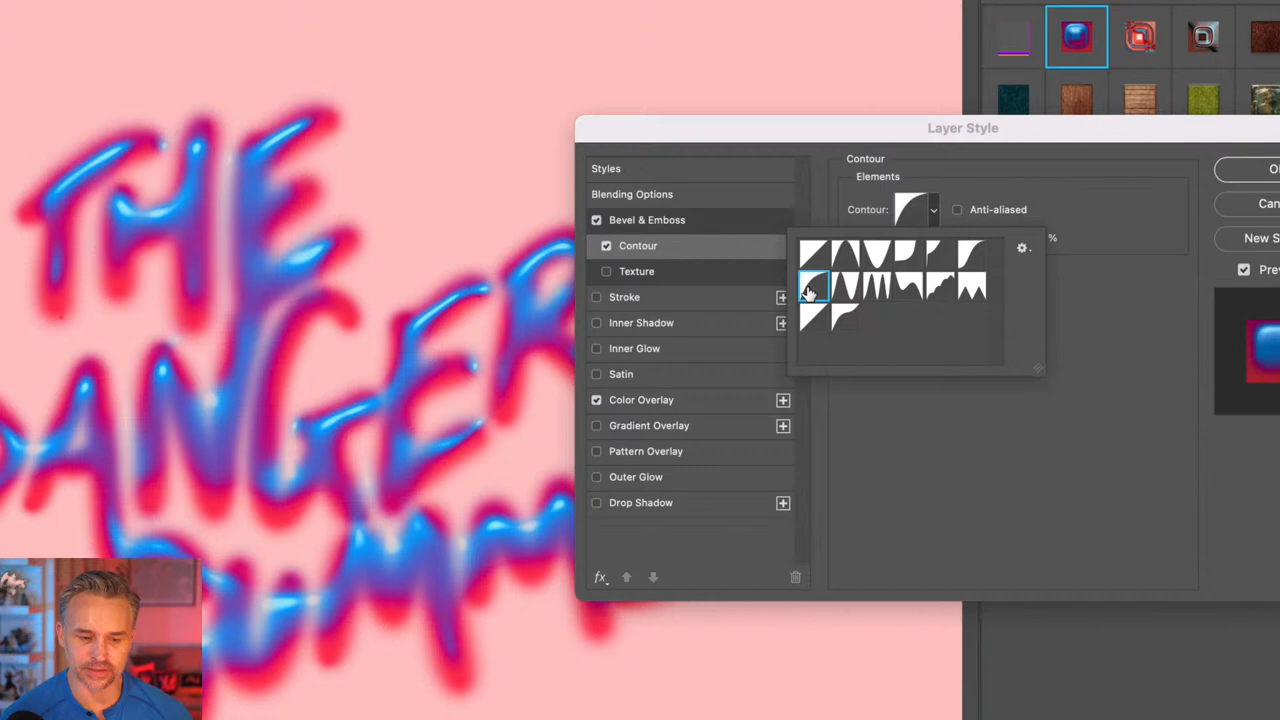 THE
DANGER
Layer Style
Styles
Blending Options
Bevel & Emboss
Contour
Texture
Stroke
Inner Shadow
Inner Glow
Satin
Color Overlay
Gradient Overlay
Pattern Overlay
Outer Glow
Drop Shadow
fx
Contour
Elements
Contour:
Anti-aliased
%
Can
New S